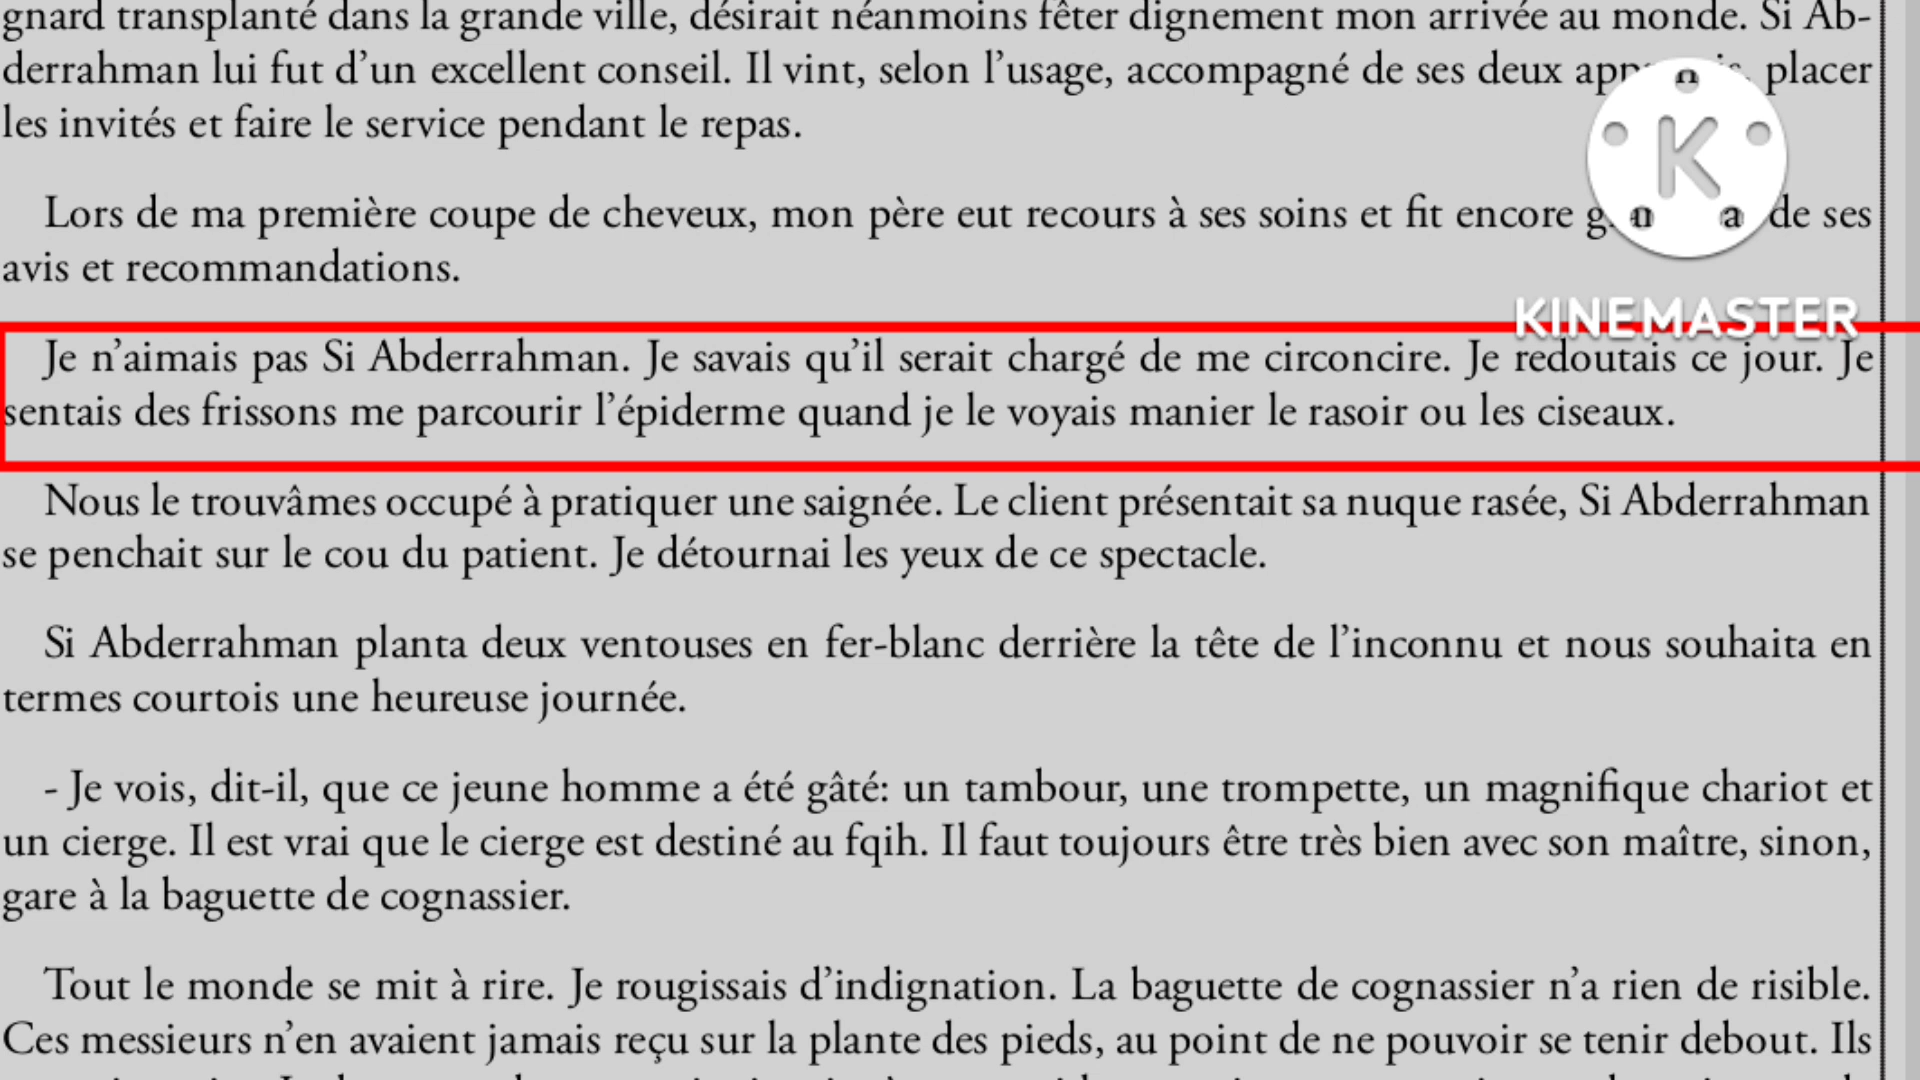 gnard transplanté dans la grande ville, désirait néanmoins fêter dignement mon arrivée au monde. Si Ab-
derrahman lui fut d’un excellent conseil. Il vint, selon l’usage, accompagné de ses deux placer
les invités et faire le service pendant le repas.
Lors de ma première coupe de cheveux, mon père eut recours à ses soins et fit encore de ses
avis et recommandations.
K
KINEMASTER
Je n’aimais pas Si Abderrahman. Je savais qu’il serait chargé de me circoncire. Je redoutais ce jour. Je
sentais des frissons me parcourir l’épiderme quand je le voyais manier le rasoir ou les ciseaux.
Nous le trouvâmes occupé à pratiquer une saignée. Le client présentait sa nuque rasée, Si Abderrahman
se penchait sur le cou du patient. Je détournai les yeux de ce spectacle.
Si Abderrahman planta deux ventouses en fer-blanc derrière la tête de l’inconnu et nous souhaita en
termes courtois une heureuse journée.
- Je vois, dit-il, que ce jeune homme a été gâté: un tambour, une trompette, un magnifique chariot et
un cierge. Il est vrai que le cierge est destiné au fqih. Il faut toujours être très bien avec son maître, sinon,
gare à la baguette de cognassier.
Tout le monde se mit à rire. Je rougissais d’indignation. La baguette de cognassier n’a rien de risible.
Ces messieurs n’en avaient jamais reçu sur la plante des pieds, au point de ne pouvoir se tenir debout. Ils